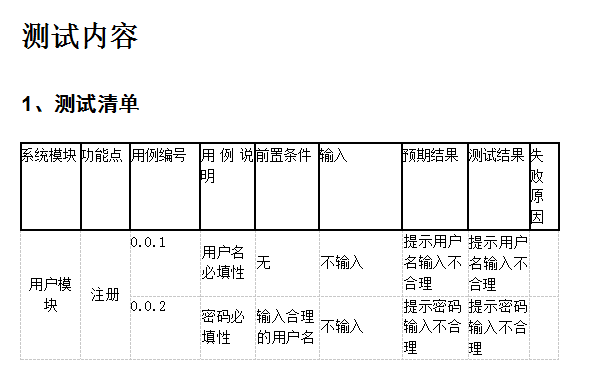 测试内容
1、测试清单
系统模块 功能点 用例编号 用例说明 前置条件 输入 预期结果 测试结果 失败原因
用户模块 注册 0.0.1 用户名必填性 无 不输入 提示用户名输入不合理 提示用户名输入不合理
0.0.2 密码必填性 输入合理的用户名 不输入 提示密码输入不合理 提示密码输入不合理